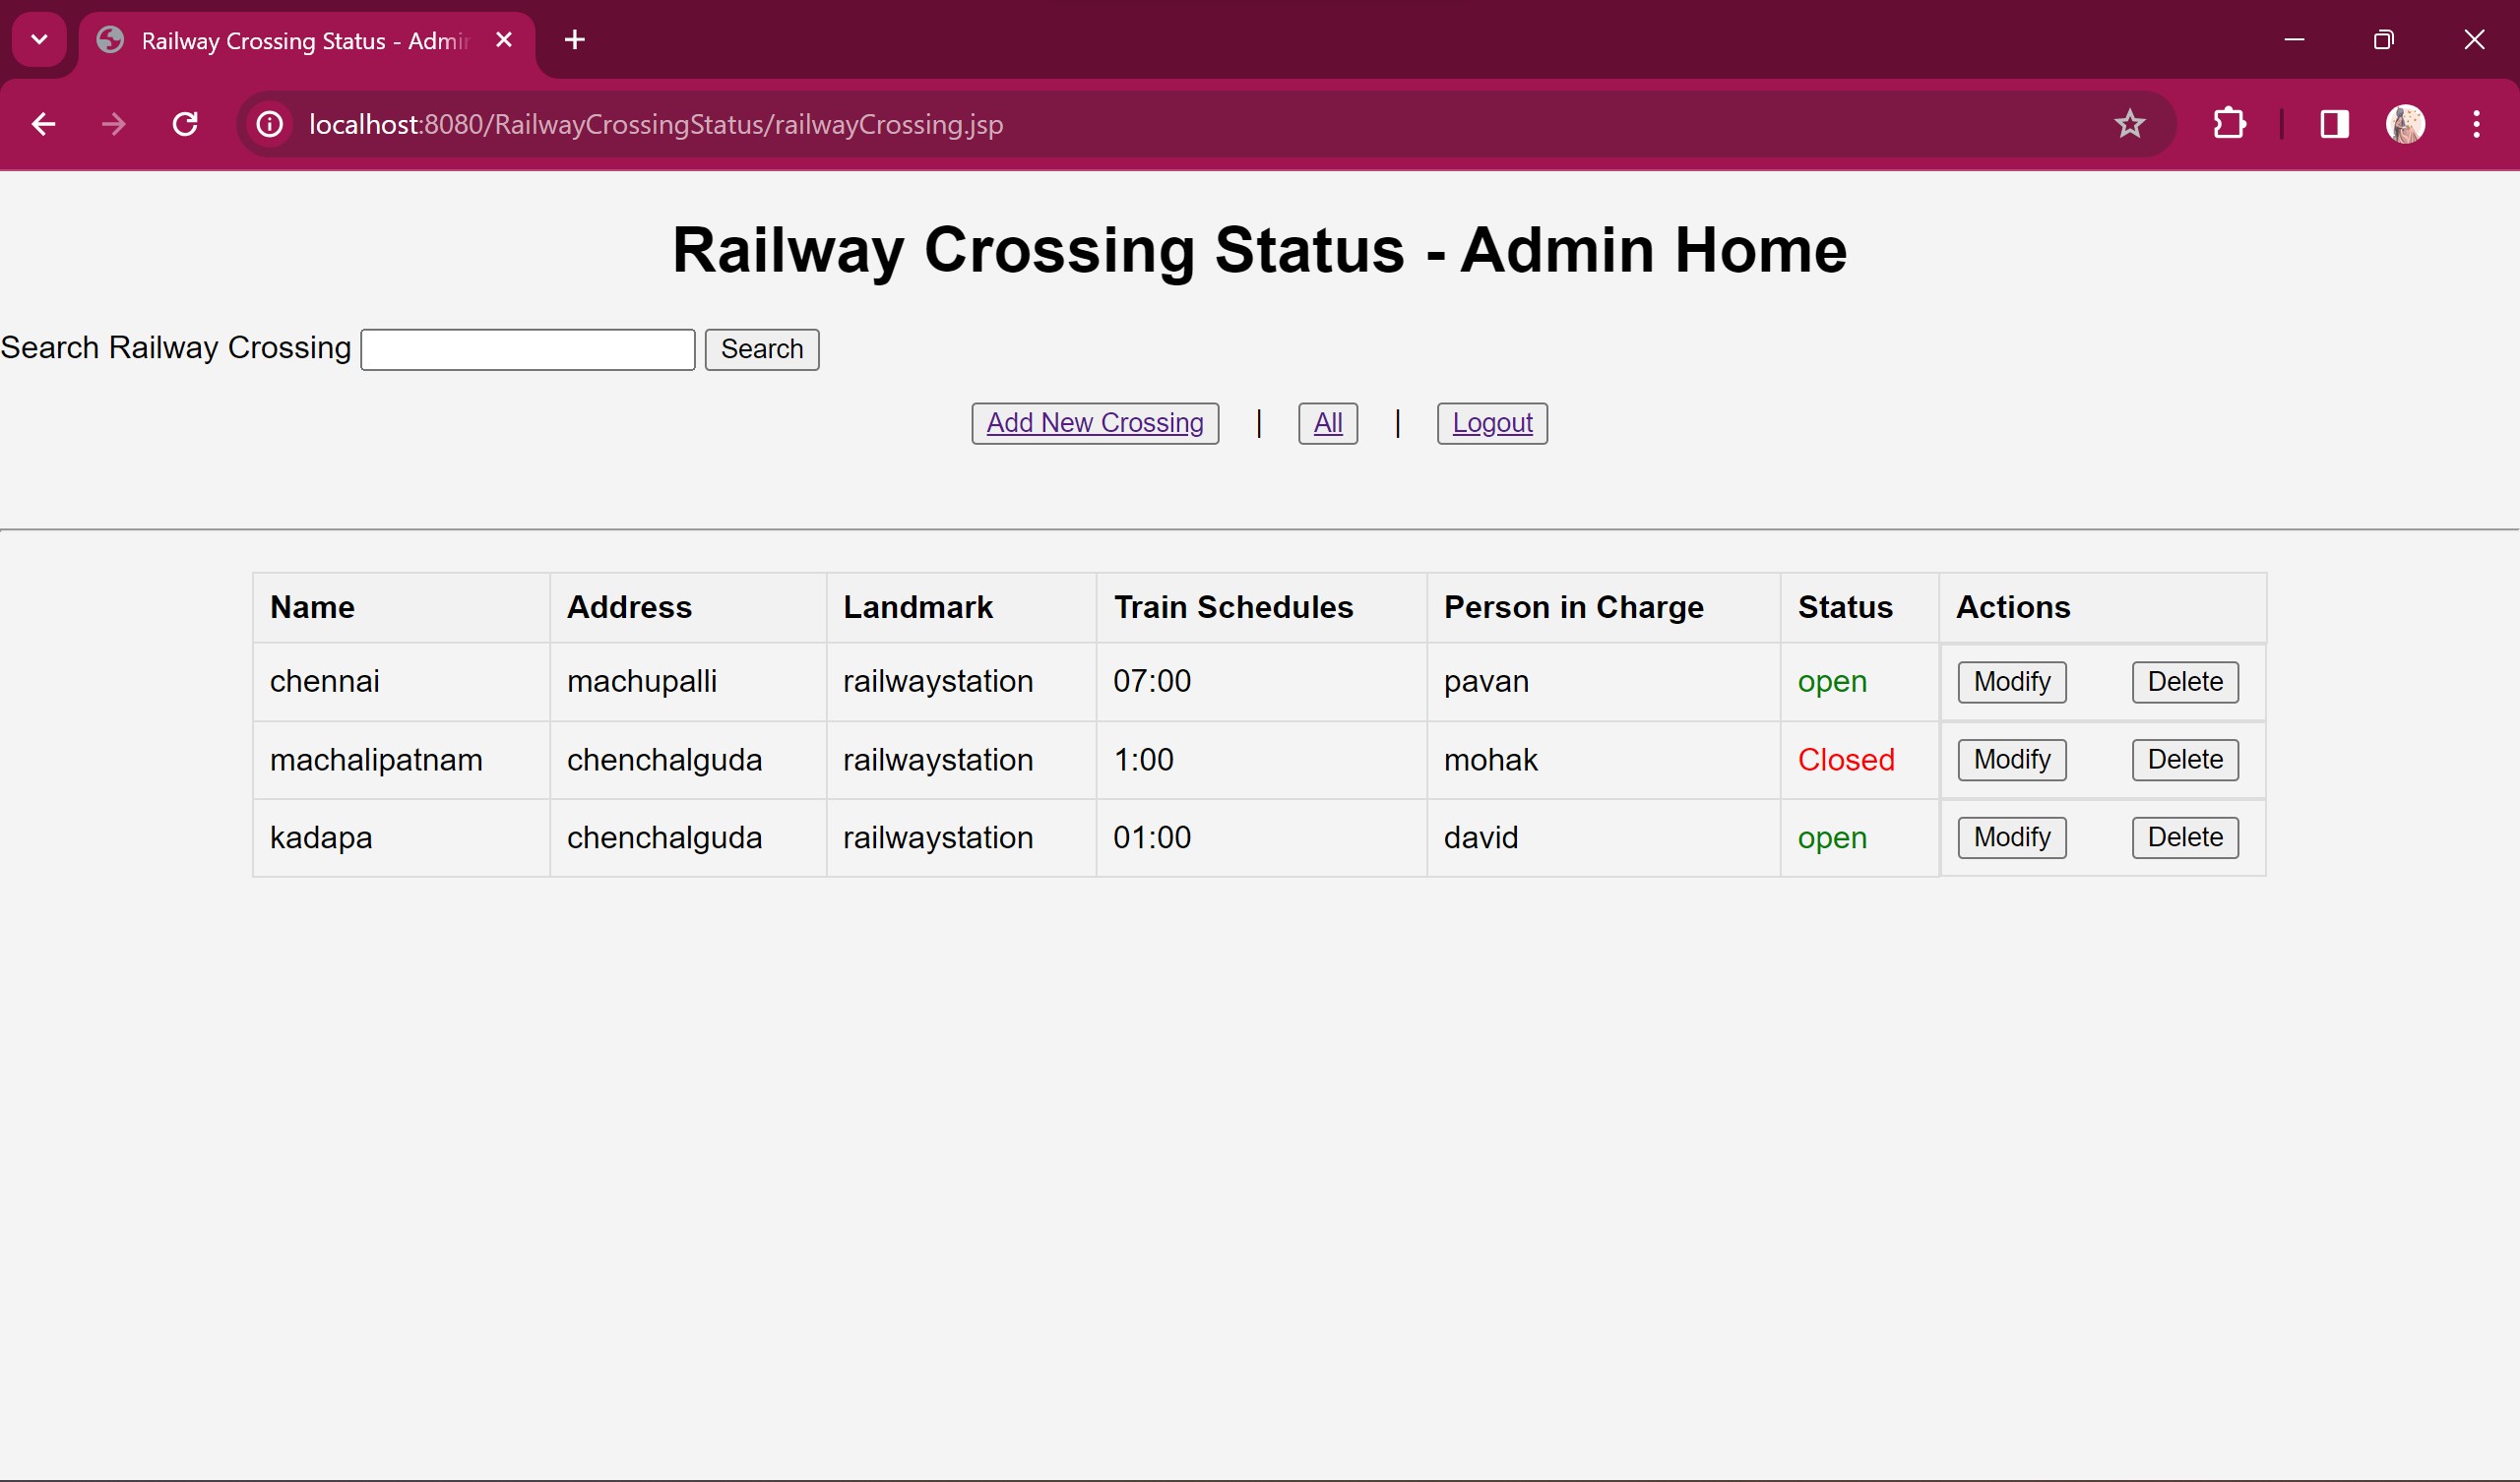 Railway Crossing Status - Admin
localhost:8080/RailwayCrossingStatus/railwayCrossing.jsp
Railway Crossing Status - Admin Home
Search Railway Crossing Search
Add New Crossing | All | Logout
Name Address Landmark Train Schedules Person in Charge Status Actions
chennai machupalli railwaystation 07:00 pavan open Modify Delete
machalipatnam chenchalguda railwaystation 1:00 mohak Closed Modify Delete
kadapa chenchalguda railwaystation 01:00 david open Modify Delete